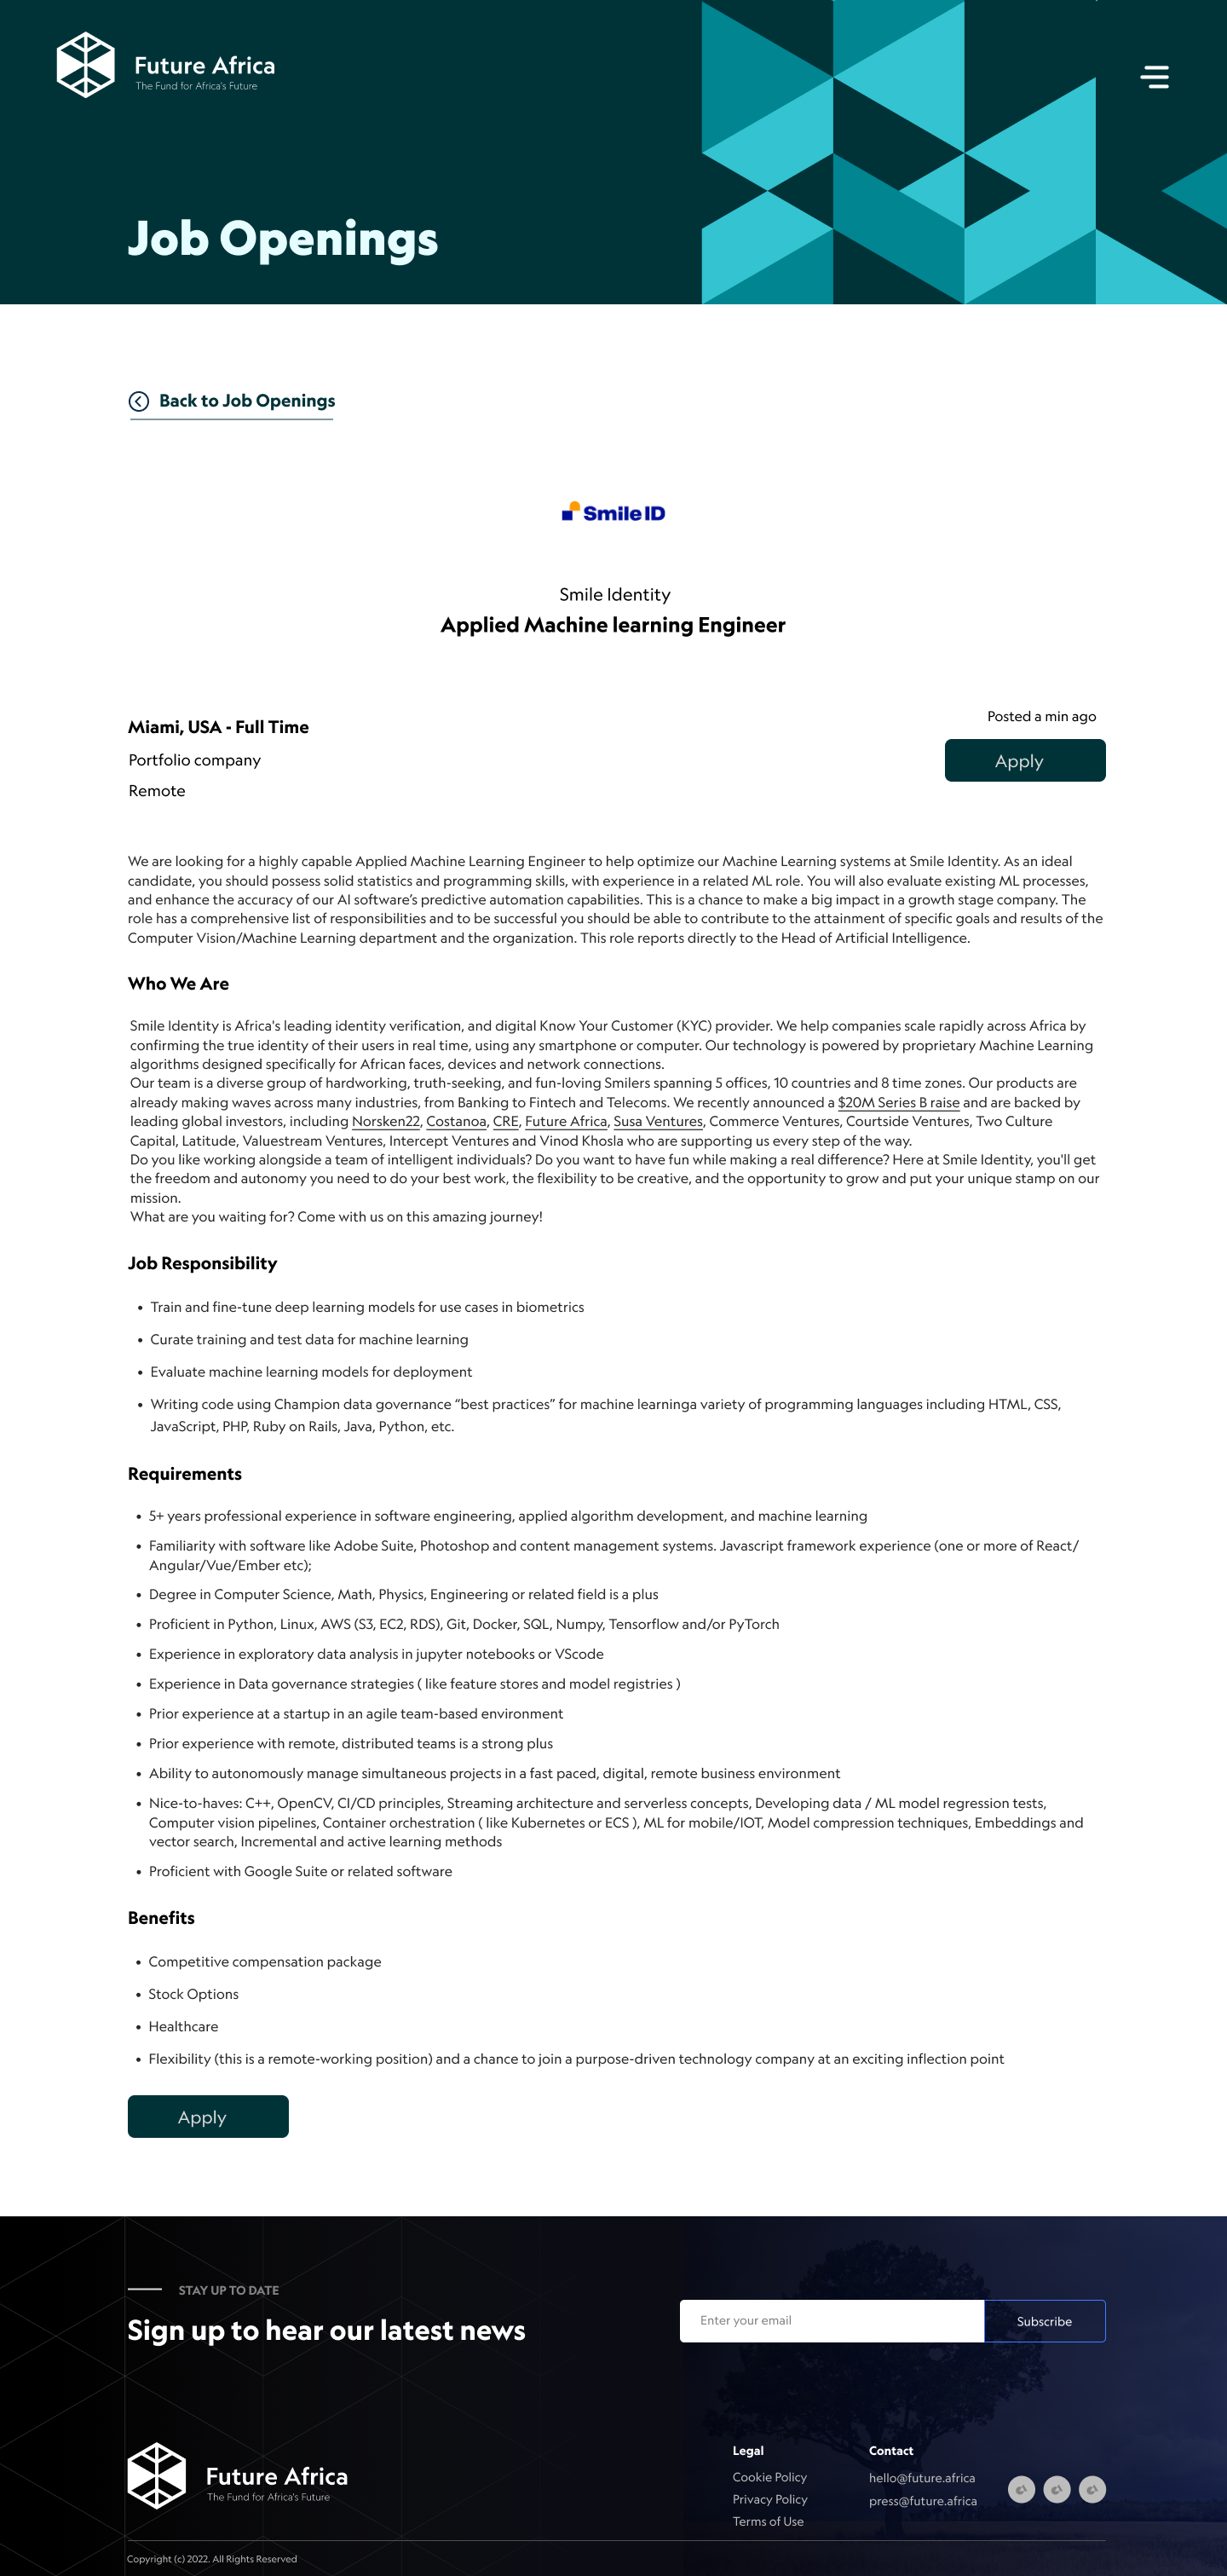 Future Africa
The Fund for Africa's Future
Job Openings
Back to Job Openings
Smile ID
Smile Identity
Applied Machine learning Engineer
Posted a min ago
Miami, USA - Full Time
Apply
Portfolio company
Remote
We are looking for a highly capable Applied Machine Learning Engineer to help optimize our Machine Learning systems at Smile Identity. As an ideal
candidate, you should possess solid statistics and programming skills, with experience in a related ML role. You will also evaluate existing ML processes,
and enhance the accuracy of our AI software's predictive automation capabilities. This is a chance to make a big impact in a growth stage company. The
role has a comprehensive list of responsibilities and to be successful you should be able to contribute to the attainment of specific goals and results of the
Computer Vision/Machine Learning department and the organization. This role reports directly to the Head of Artificial Intelligence.
Who We Are
Smile Identity is Africa's leading identity verification, and digital Know Your Customer (KYC) provider. We help companies scale rapidly across Africa by
confirming the true identity of their users in real time, using any smartphone or computer. Our technology is powered by proprietary Machine Learning
algorithms designed specifically for African faces, devices and network connections.
Our team is a diverse group of hardworking, truth-seeking, and fun-loving Smilers spanning 5 offices, 10 countries and 8 time zones. Our products are
already making waves across many industries, from Banking to Fintech and Telecoms. We recently announced a $20M Series B raise and are backed by
leading global investors, including Norsken22, Costanoa, CRE, Future Africa, Susa Ventures, Commerce Ventures, Courtside Ventures, Two Culture
Capital, Latitude, Valuestream Ventures, Intercept Ventures and Vinod Khosla who are supporting us every step of the way.
Do you like working alongside a team of intelligent individuals? Do you want to have fun while making a real difference? Here at Smile Identity, you'll get
the freedom and autonomy you need to do your best work, the flexibility to be creative, and the opportunity to grow and put your unique stamp on our
mission.
What are you waiting for? Come with us on this amazing journey!
Job Responsibility
• Train and fine-tune deep learning models for use cases in biometrics
• Curate training and test data for machine learning
• Evaluate machine learning models for deployment
• Writing code using Champion data governance “best practices” for machine learninga variety of programming languages including HTML, CSS,
JavaScript, PHP, Ruby on Rails, Java, Python, etc.
Requirements
• 5+ years professional experience in software engineering, applied algorithm development, and machine learning
• Familiarity with software like Adobe Suite, Photoshop and content management systems. Javascript framework experience (one or more of React/
Angular/Vue/Ember etc);
• Degree in Computer Science, Math, Physics, Engineering or related field is a plus
• Proficient in Python, Linux, AWS (S3, EC2, RDS), Git, Docker, SQL, Numpy, Tensorflow and/or PyTorch
• Experience in exploratory data analysis in jupyter notebooks or VScode
• Experience in Data governance strategies ( like feature stores and model registries )
• Prior experience at a startup in an agile team-based environment
• Prior experience with remote, distributed teams is a strong plus
• Ability to autonomously manage simultaneous projects in a fast paced, digital, remote business environment
• Nice-to-haves: C++, OpenCV, CI/CD principles, Streaming architecture and serverless concepts, Developing data / ML model regression tests,
Computer vision pipelines, Container orchestration ( like Kubernetes or ECS ), ML for mobile/IOT, Model compression techniques, Embeddings and
vector search, Incremental and active learning methods
• Proficient with Google Suite or related software
Benefits
• Competitive compensation package
• Stock Options
• Healthcare
• Flexibility (this is a remote-working position) and a chance to join a purpose-driven technology company at an exciting inflection point
Apply
STAY UP TO DATE
Sign up to hear our latest news
Enter your email
Subscribe
Future Africa
The Fund for Africa's Future
Legal
Cookie Policy
Privacy Policy
Terms of Use
Contact
hello@future.africa
press@future.africa
Copyright (c) 2022. All Rights Reserved